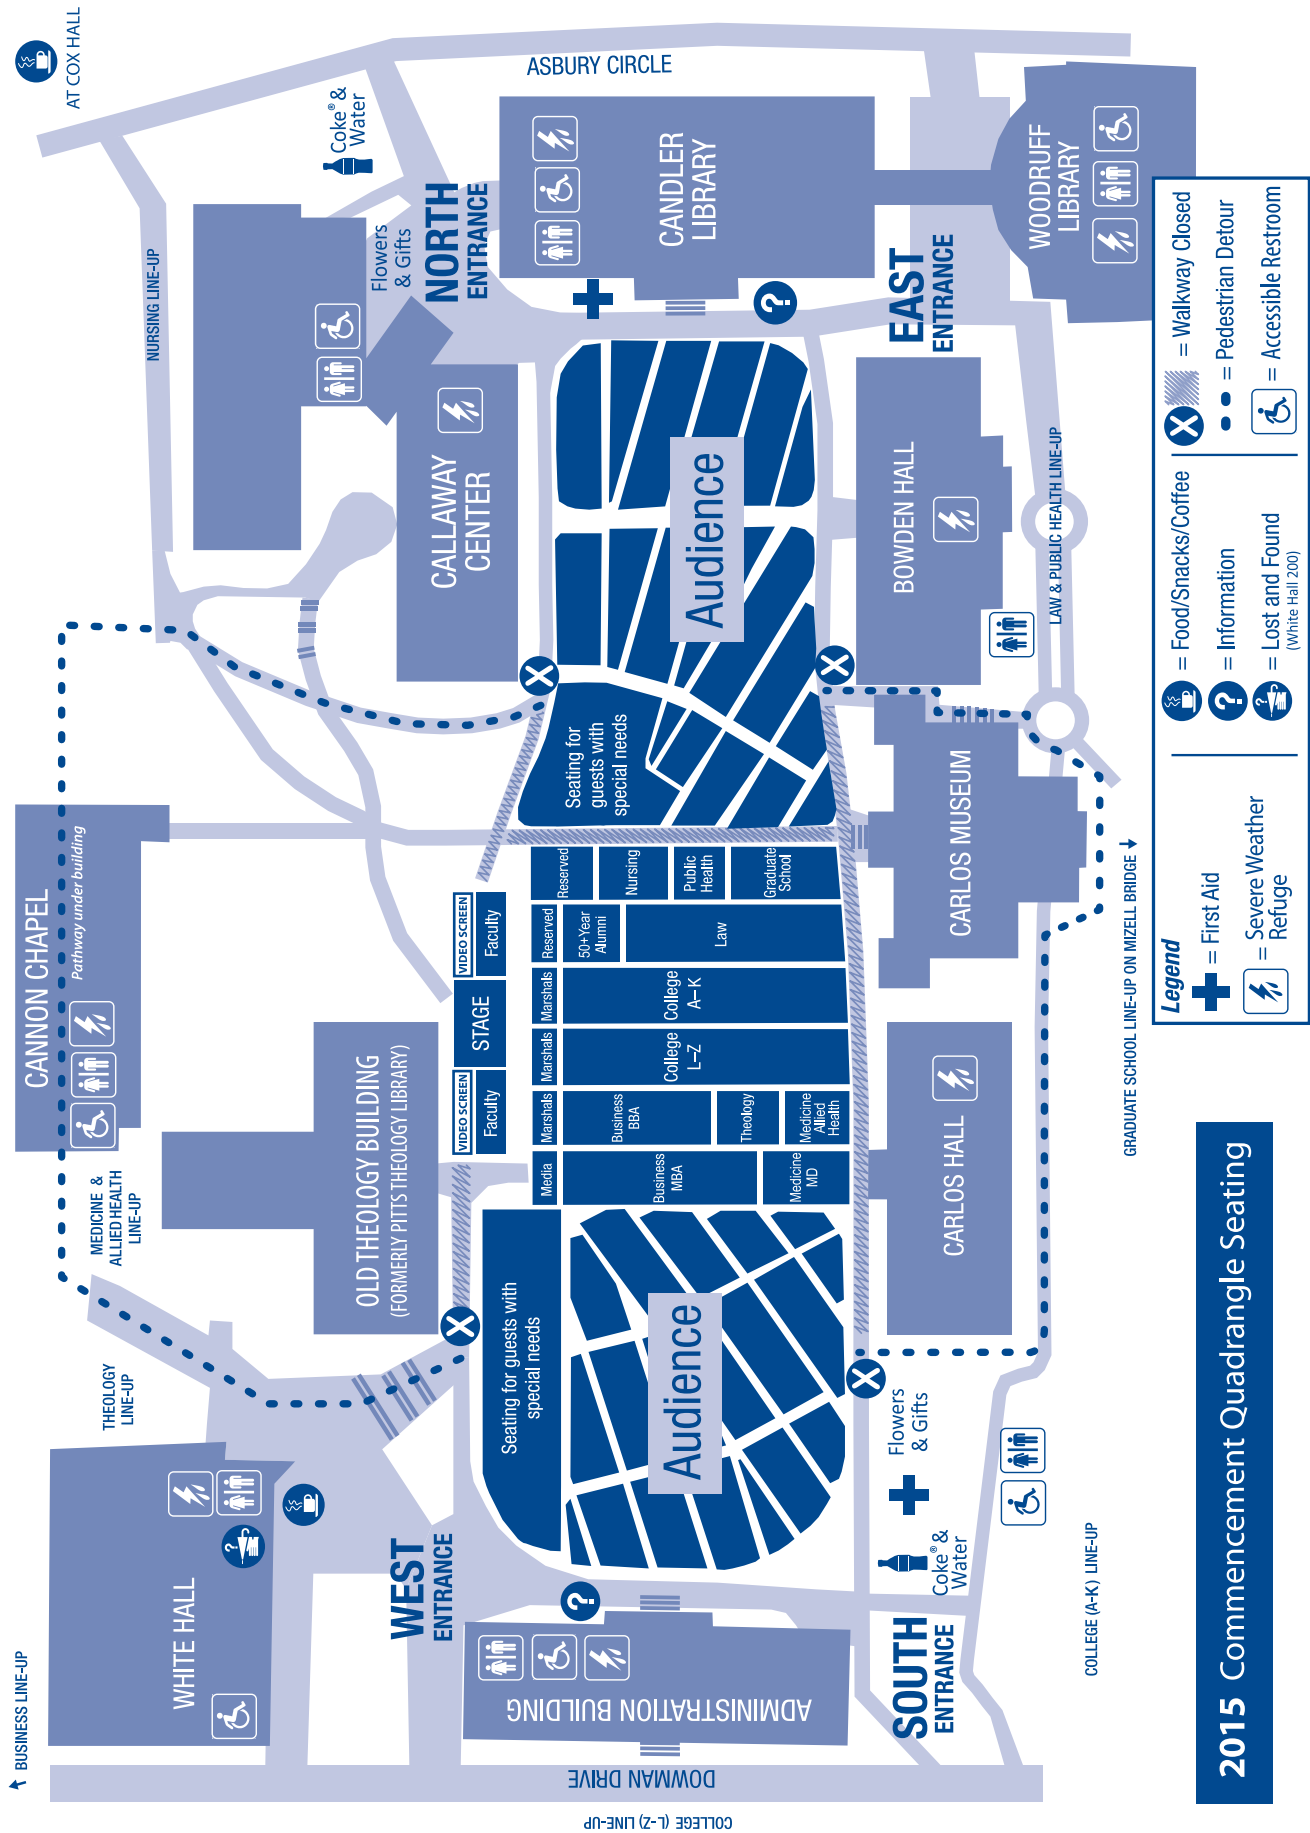 AT COX HALL
ASBURY CIRCLE
Coke® &
Water
NURSING LINE-UP
Flowers
& Gifts
NORTH
ENTRANCE
CANDLER
LIBRARY
WOODRUFF
LIBRARY
EAST
ENTRANCE
CALLAWAY
CENTER
Audience
BOWDEN HALL
LAW & PUBLIC HEALTH LINE-UP
CANNON CHAPEL
Pathway under building
Seating for
guests with
special needs
CARLOS MUSEUM
GRADUATE SCHOOL LINE-UP ON MIZELL BRIDGE
VIDEO SCREEN
Faculty
STAGE
VIDEO SCREEN
Faculty
Reserved
Nursing
Public
Health
Graduate
School
Reserved
50+Year
Alumni
Law
Marshals
College
A–K
Marshals
College
L–Z
Marshals
Business
BBA
Theology
Medicine
Allied
Health
Media
Business
MBA
Medicine
MD
OLD THEOLOGY BUILDING
(FORMERLY PITTS THEOLOGY LIBRARY)
MEDICINE &
ALLIED HEALTH
LINE-UP
THEOLOGY
LINE-UP
Seating for guests with
special needs
Audience
CARLOS HALL
Flowers
& Gifts
Coke® &
Water
WHITE HALL
WEST
ENTRANCE
BUSINESS LINE-UP
ADMINISTRATION BUILDING
SOUTH
ENTRANCE
COLLEGE (A-K) LINE-UP
DOWMAN DRIVE
COLLEGE (L-Z) LINE-UP
Legend
= First Aid
= Severe Weather
Refuge
= Food/Snacks/Coffee
= Information
= Lost and Found
(White Hall 200)
= Walkway Closed
= Pedestrian Detour
= Accessible Restroom
2015 Commencement Quadrangle Seating